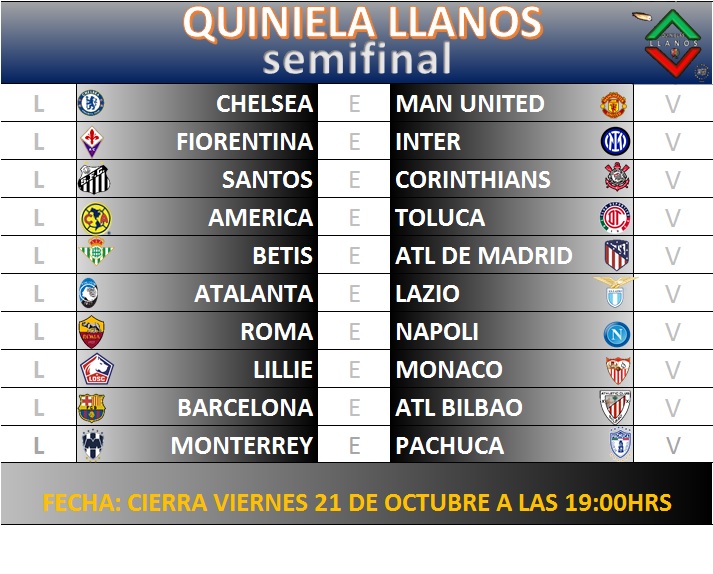 QUINIELA LLANOS
semifinal
LLANOS
L CHELSEA E MAN UNITED V
L FIORENTINA E INTER V
L SANTOS E CORINTHIANS V
L AMERICA E TOLUCA V
L BETIS E ATL DE MADRID V
L ATALANTA E LAZIO V
L ROMA E NAPOLI V
L LILLIE E MONACO V
L BARCELONA E ATL BILBAO V
L MONTERREY E PACHUCA V
FECHA: CIERRA VIERNES 21 DE OCTUBRE A LAS 19:00HRS